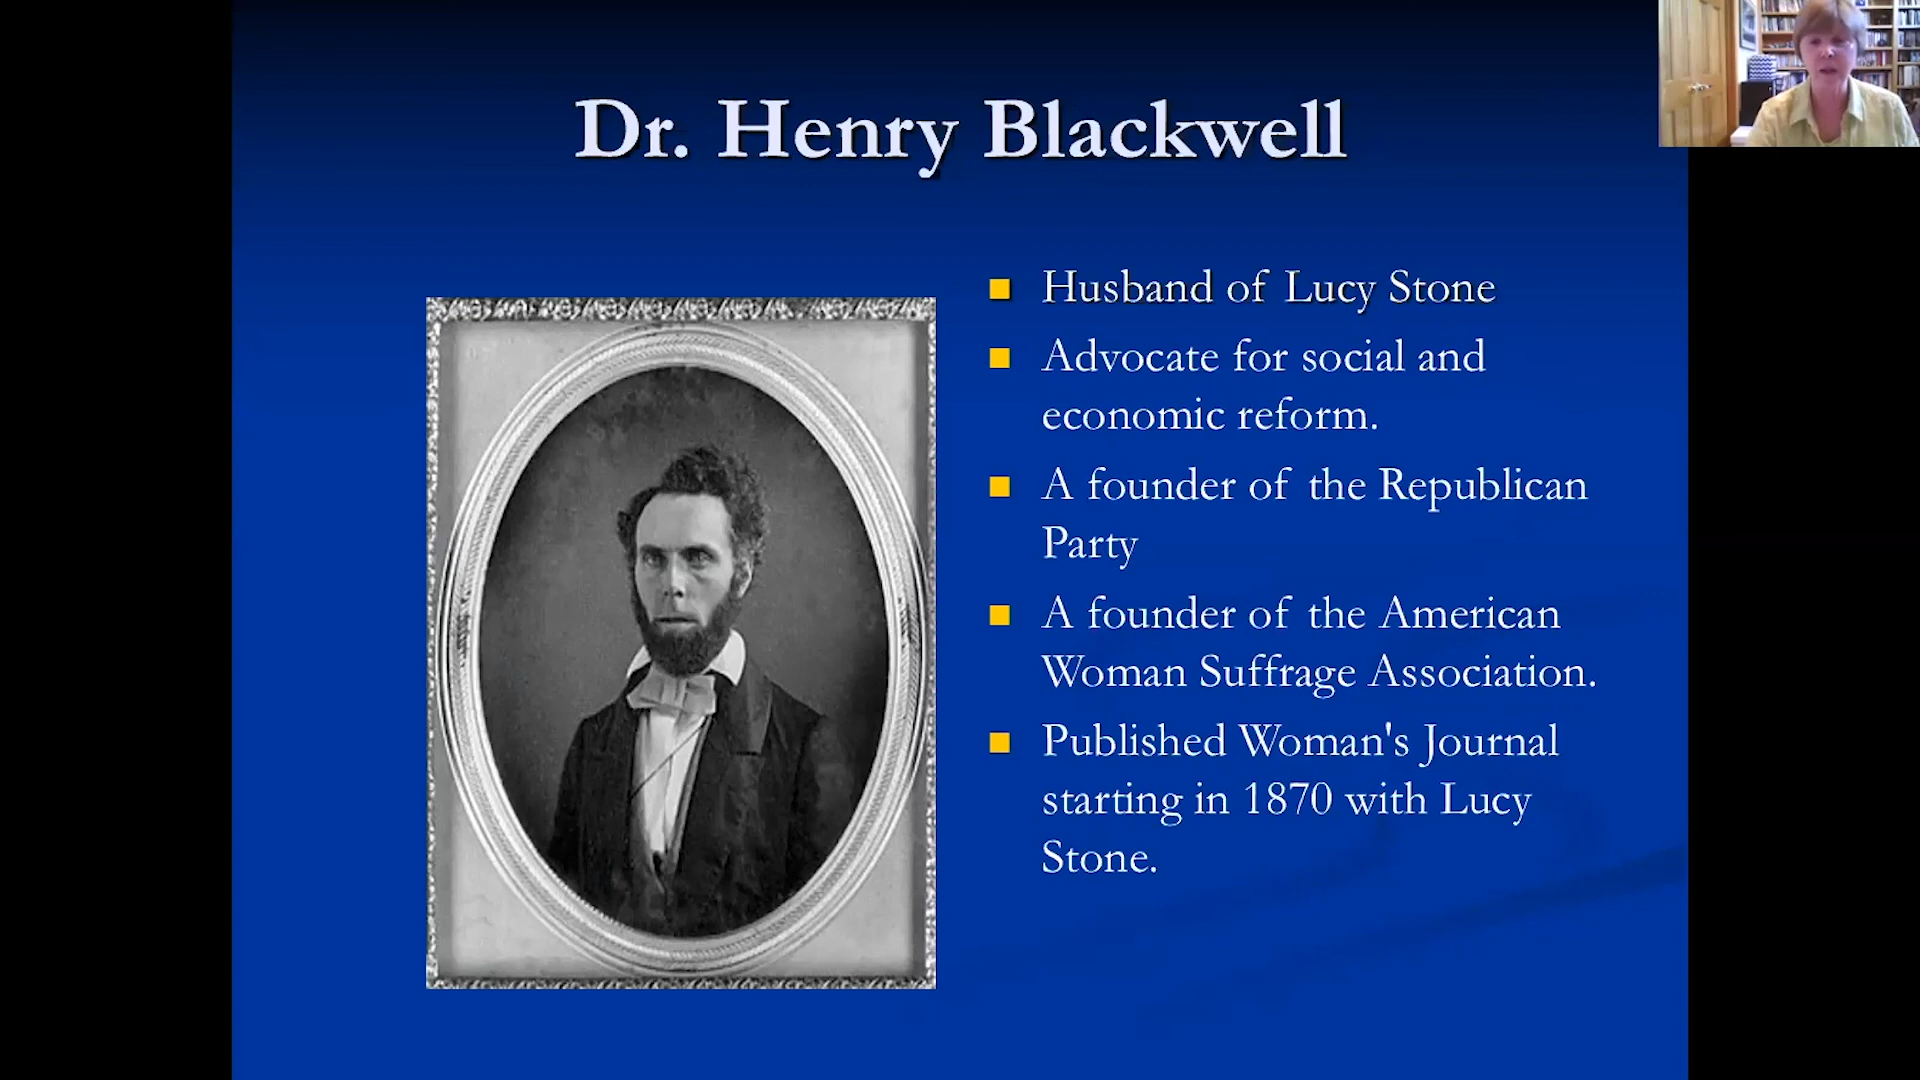 Dr. Henry Blackwell
Husband of Lucy Stone
Advocate for social and
economic reform.
A founder of the Republican
Party
A founder of the American
Woman Suffrage Association.
Published Woman's Journal
starting in 1870 with Lucy
Stone.